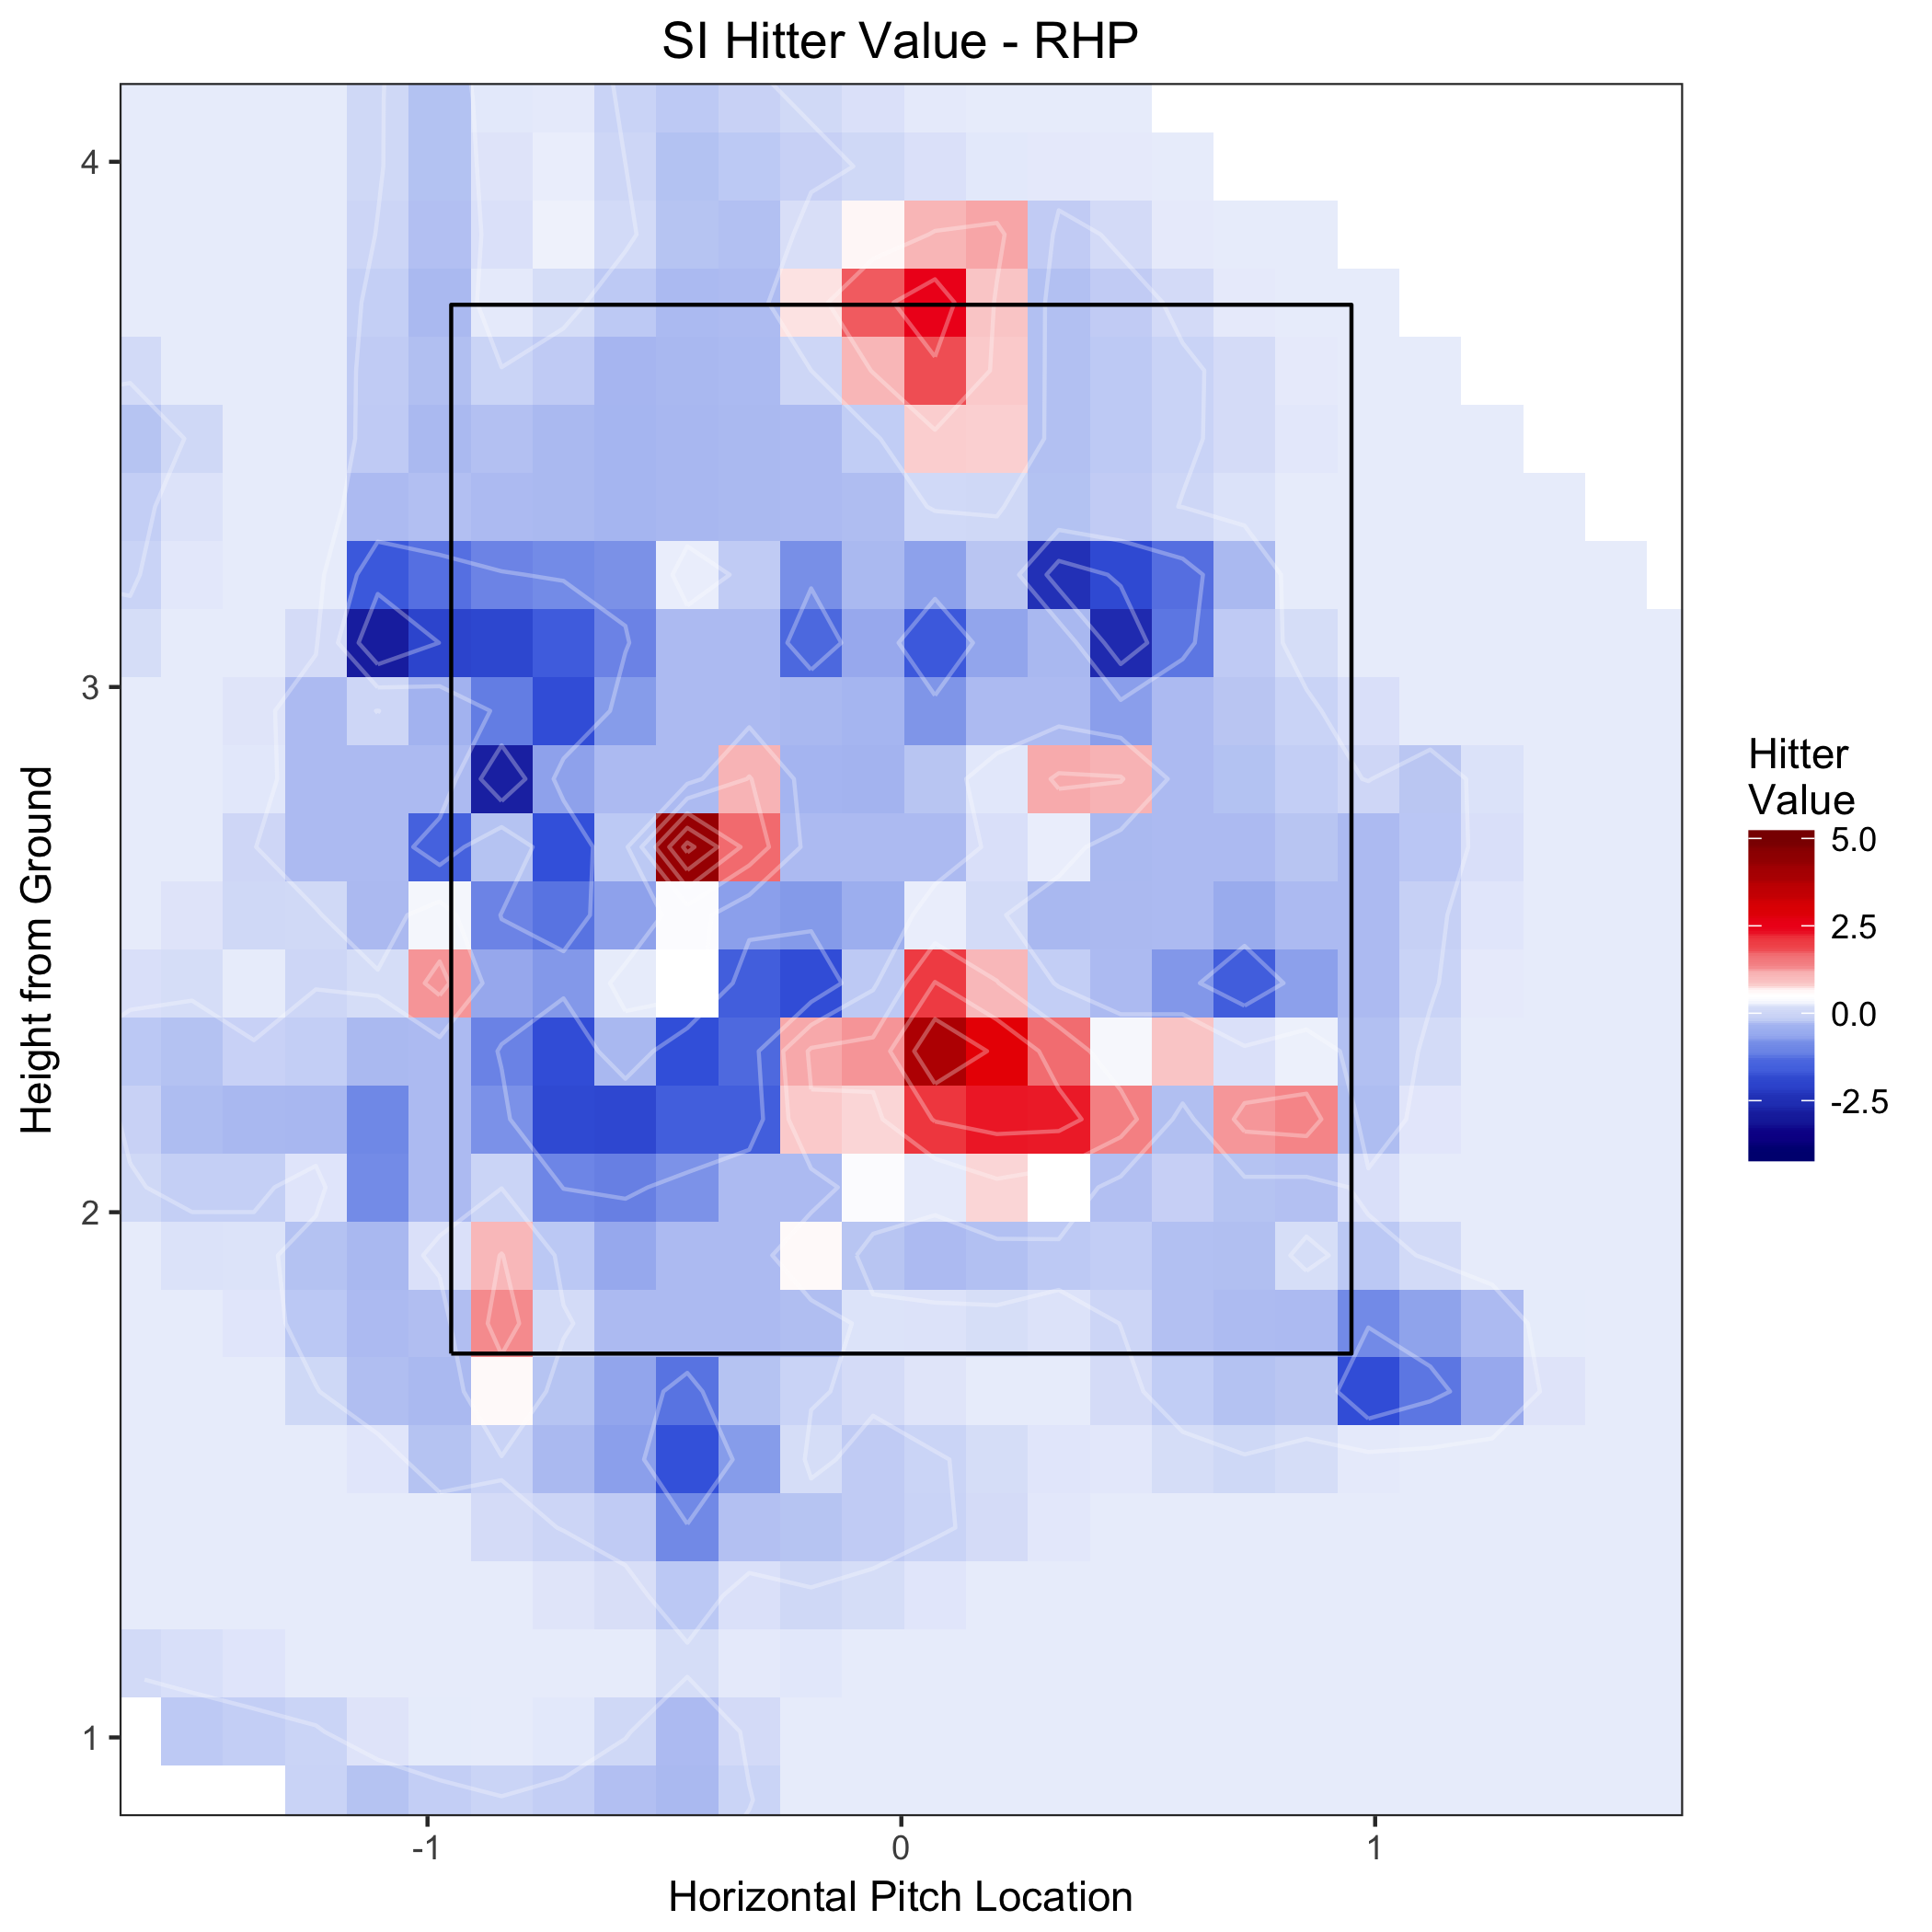 SI Hitter Value - RHP
4
3
2
1
Height from Ground
-1
0
1
Horizontal Pitch Location
Hitter
Value
5.0
2.5
0.0
-2.5